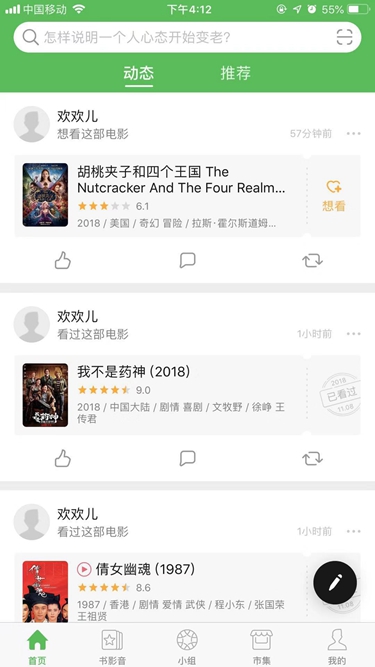 中国移动
下午4:12
55%
怎样说明一个人心态开始变老?
动态
推荐
欢欢儿
想看这部电影
57分钟前
胡桃夹子和四个王国 The
Nutcracker And The Four Realm...
6.1
2018 / 美国 / 奇幻 冒险 / 拉斯·霍尔斯道姆...
想看
欢欢儿
看过这部电影
1小时前
我不是药神 (2018)
9.0
2018 / 中国大陆 / 剧情 喜剧 / 文牧野 / 徐峥 王
传君
2018
已看过
11.08
欢欢儿
看过这部电影
1小时前
倩女幽魂 (1987)
8.6
1987 / 香港 / 剧情 爱情 武侠 / 程小东 / 张国荣
王祖贤
首页
书影音
小组
市集
我的